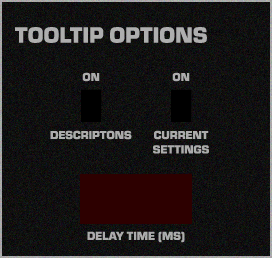 TOOLTIP OPTIONS
ON ON
DESCRIPTONS CURRENT
SETTINGS
DELAY TIME (MS)